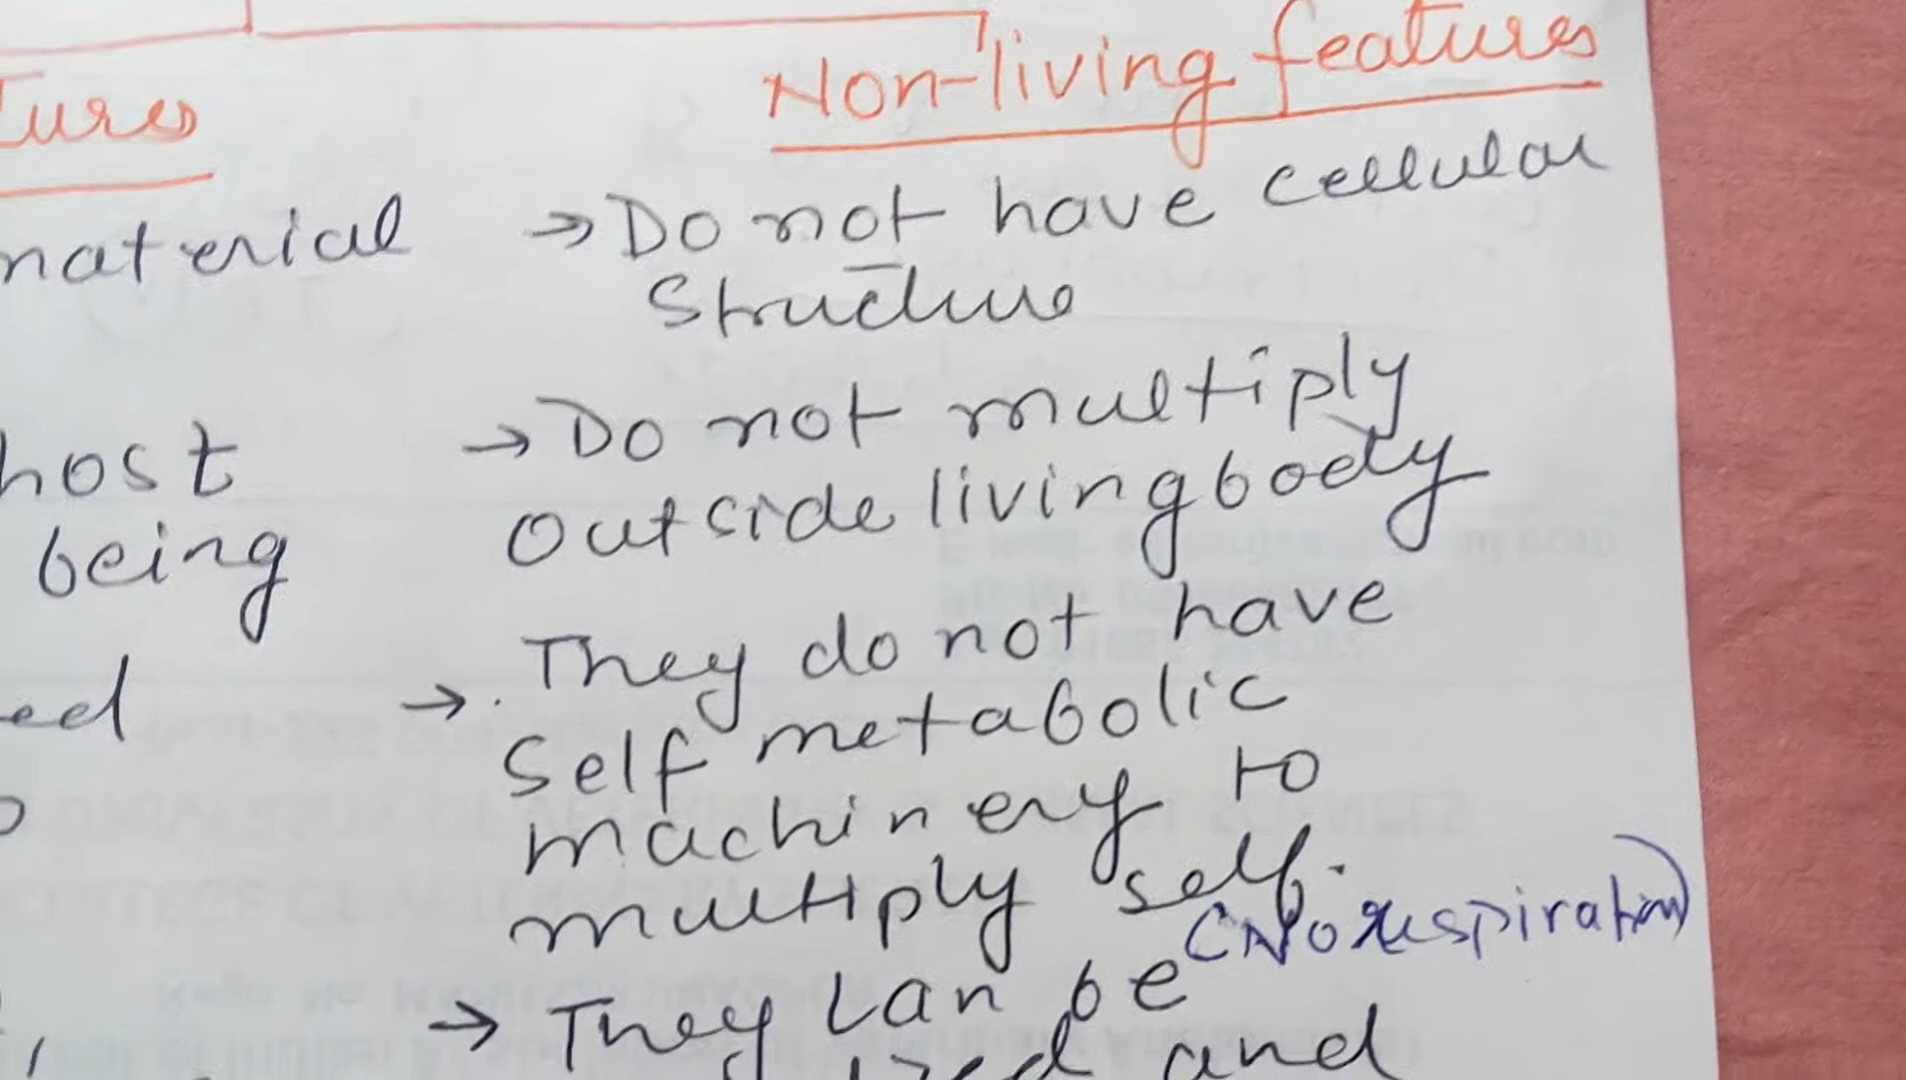 Non-living features
tures
material
→ Do not have cellular
Structure
host
→ Do not multiply
being
outside living body
ed
→ They do not have
self metabolic
machinery to
multiply self.
(No respiration)
→ They can be
and